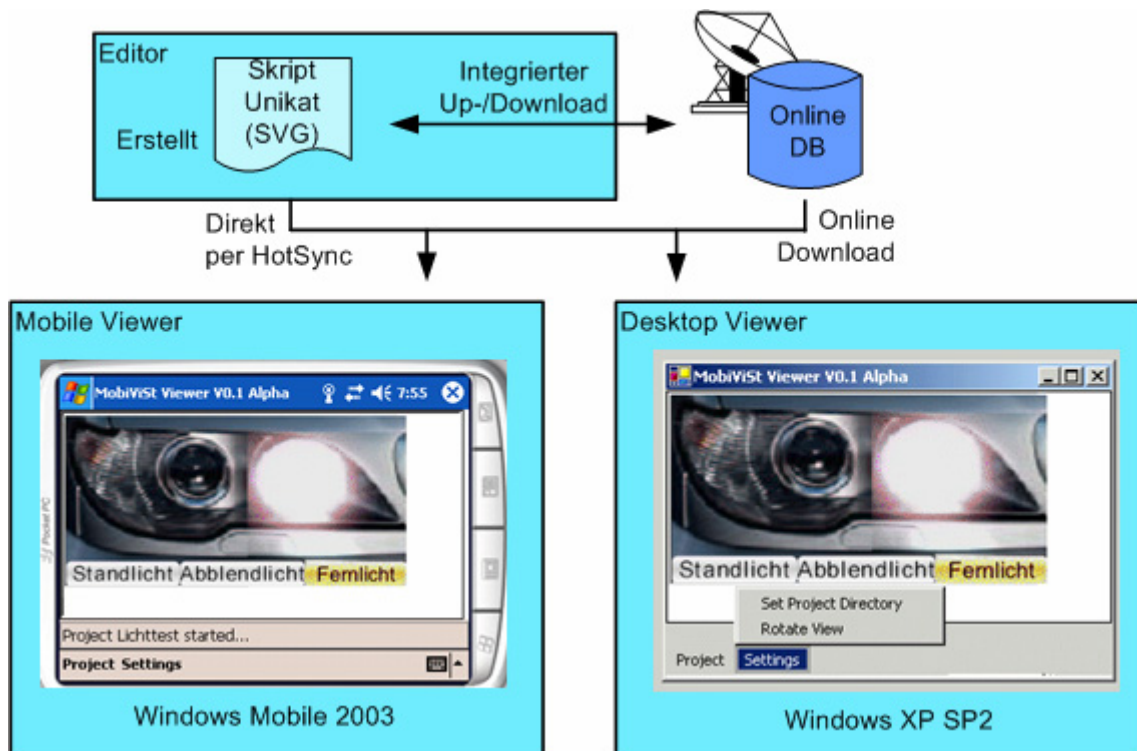 Editor
Erstellt
Skript
Unikat
(SVG)
Integrierter
Up-/Download
Online
DB
Direkt
per HotSync
Online
Download
Mobile Viewer
MobiViSt Viewer V0.1 Alpha 7:55
Pocket PC
Standlicht Abblendlicht Fernlicht
Project Lichttest started...
Project Settings
Windows Mobile 2003
Desktop Viewer
MobiViSt Viewer V0.1 Alpha
Standlicht Abblendlicht Fernlicht
Set Project Directory
Rotate View
Project Settings
Windows XP SP2